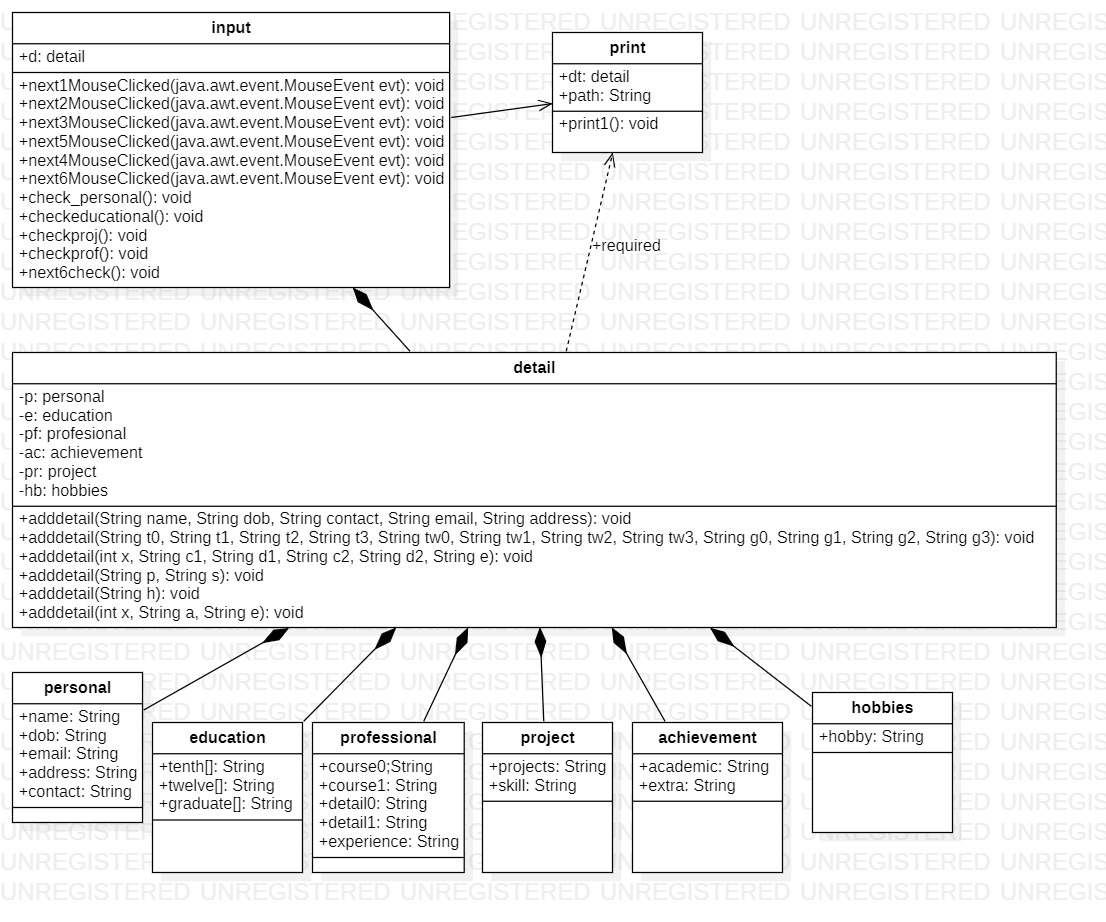 input
+d: detail
+next1MouseClicked(java.awt.event.MouseEvent evt): void
+next2MouseClicked(java.awt.event.MouseEvent evt): void
+next3MouseClicked(java.awt.event.MouseEvent evt): void
+next5MouseClicked(java.awt.event.MouseEvent evt): void
+next4MouseClicked(java.awt.event.MouseEvent evt): void
+next6MouseClicked(java.awt.event.MouseEvent evt): void
+check_personal(): void
+checkeducational(): void
+checkproj(): void
+checkprof(): void
+next6check(): void
print
+dt: detail
+path: String
+print1(): void
+required
detail
-p: personal
-e: education
-pf: profesional
-ac: achievement
-pr: project
-hb: hobbies
+adddetail(String name, String dob, String contact, String email, String address): void
+adddetail(String t0, String t1, String t2, String t3, String tw0, String tw1, String tw2, String tw3, String g0, String g1, String g2, String g3): void
+adddetail(int x, String c1, String d1, String c2, String d2, String e): void
+adddetail(String p, String s): void
+adddetail(String h): void
+adddetail(int x, String a, String e): void
personal
+name: String
+dob: String
+email: String
+address: String
+contact: String
education
+tenth[]: String
+twelve[]: String
+graduate[]: String
professional
+course0;String
+course1: String
+detail0: String
+detail1: String
+experience: String
project
+projects: String
+skill: String
achievement
+academic: String
+extra: String
hobbies
+hobby: String
UNREGISTERED